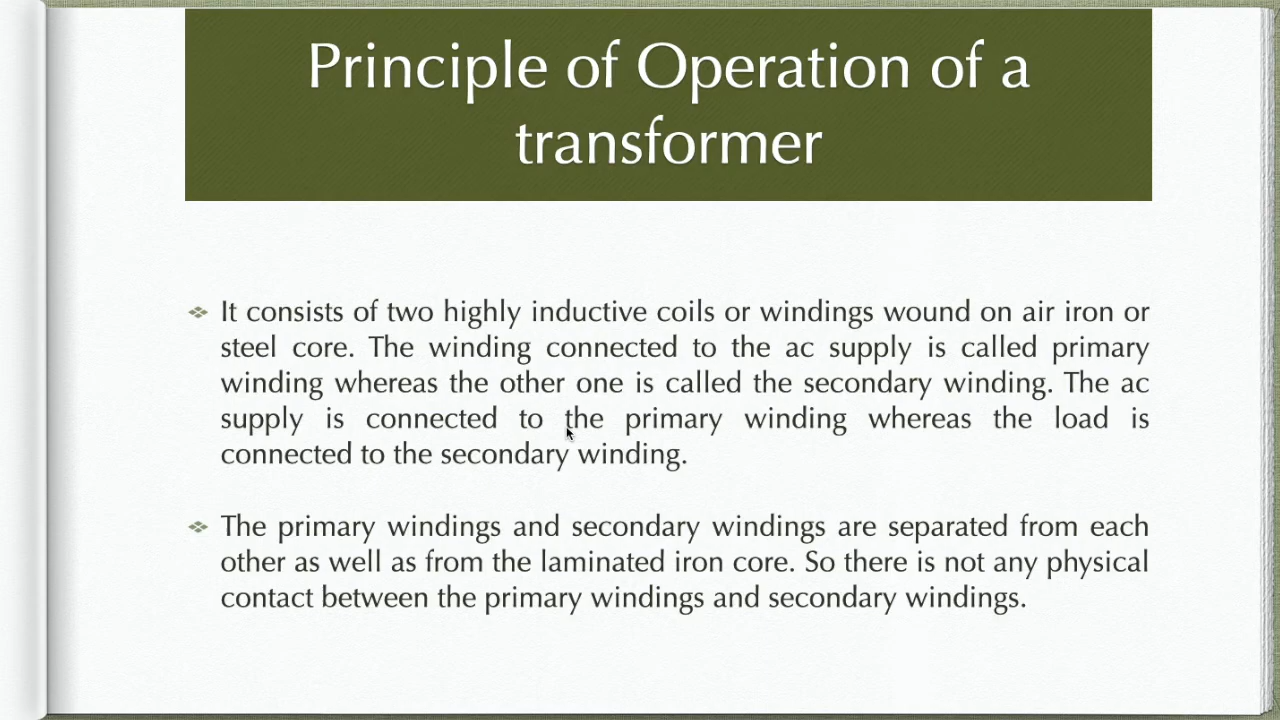 Principle of Operation of a
transformer
It consists of two highly inductive coils or windings wound on air iron or
steel core. The winding connected to the ac supply is called primary
winding whereas the other one is called the secondary winding. The ac
supply is connected to the primary winding whereas the load is
connected to the secondary winding.
The primary windings and secondary windings are separated from each
other as well as from the laminated iron core. So there is not any physical
contact between the primary windings and secondary windings.